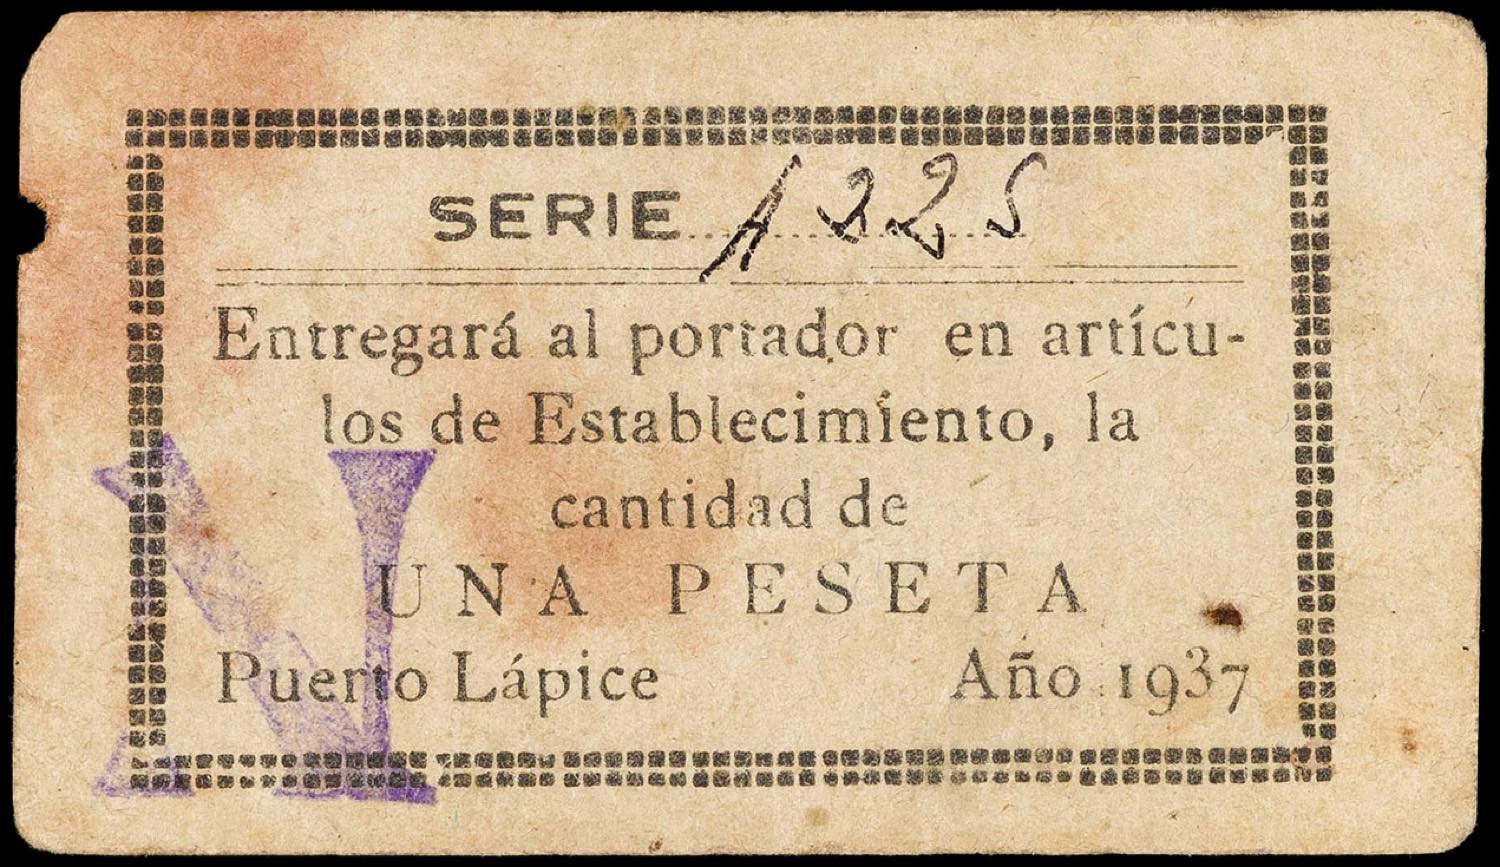 SERIE A 225
Entregará al portador en artícu-
los de Establecimiento, la
cantidad de
UNA PESETA
Puerto Lápice Año 1937
N